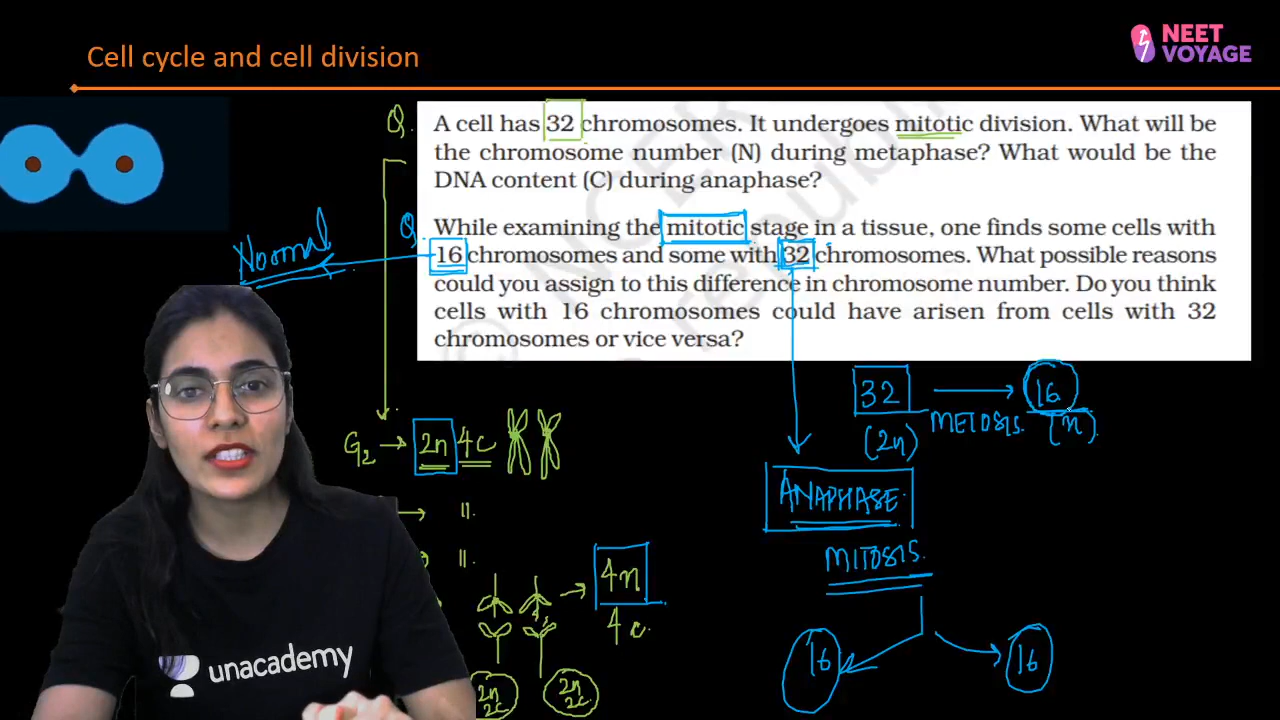 NEET
VOYAGE
Cell cycle and cell division
Q.
A cell has 32 chromosomes. It undergoes mitotic division. What will be
the chromosome number (N) during metaphase? What would be the
DNA content (C) during anaphase?
Q.
While examining the mitotic stage in a tissue, one finds some cells with
16 chromosomes and some with 32 chromosomes. What possible reasons
could you assign to this difference in chromosome number. Do you think
cells with 16 chromosomes could have arisen from cells with 32
chromosomes or vice versa?
Normal
32 → 16
(2n) MEIOSIS (n).
G2 → 2n 4c
→ 11.
11.
ANAPHASE.
MITOSIS.
→ 4n
4c.
16 16
2n 2n
2c 2c
unacademy